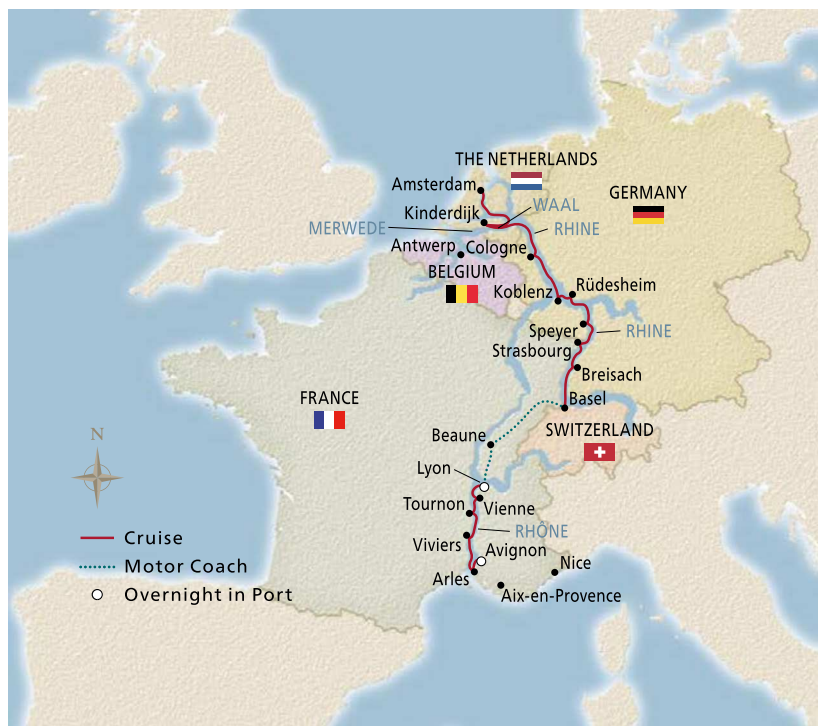 THE NETHERLANDS
Amsterdam
GERMANY
WAAL
Kinderdijk
MERWEDE
RHINE
Antwerp
Cologne
BELGIUM
Koblenz
Rüdesheim
Speyer
RHINE
Strasbourg
Breisach
FRANCE
Basel
SWITZERLAND
Beaune
N
Lyon
Tournon
Vienne
RHÔNE
Cruise
Viviers
Avignon
Motor Coach
Nice
Arles
Overnight in Port
Aix-en-Provence